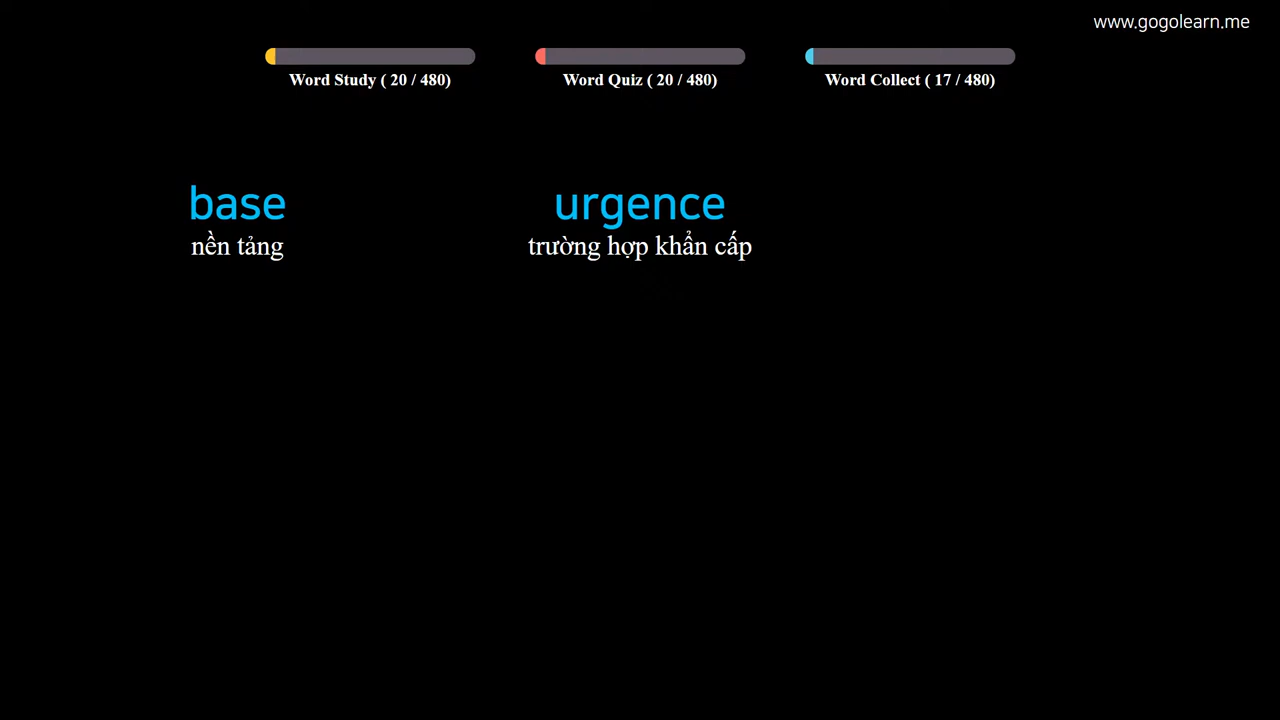 www.gogolearn.me
Word Study ( 20 / 480)
Word Quiz ( 20 / 480)
Word Collect ( 17 / 480)
base
nền tảng
urgence
trường hợp khẩn cấp